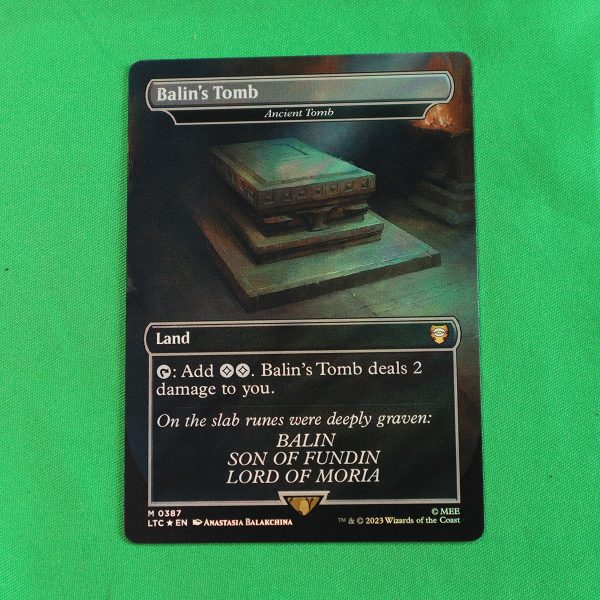 Balin's Tomb
Ancient Tomb
Land
: Add . Balin's Tomb deals 2
damage to you.
On the slab runes were deeply graven:
BALIN
SON OF FUNDIN
LORD OF MORIA
M 0387
LTC ★ EN Anastasia Balakchina
© MEE
™ & © 2023 Wizards of the Coast